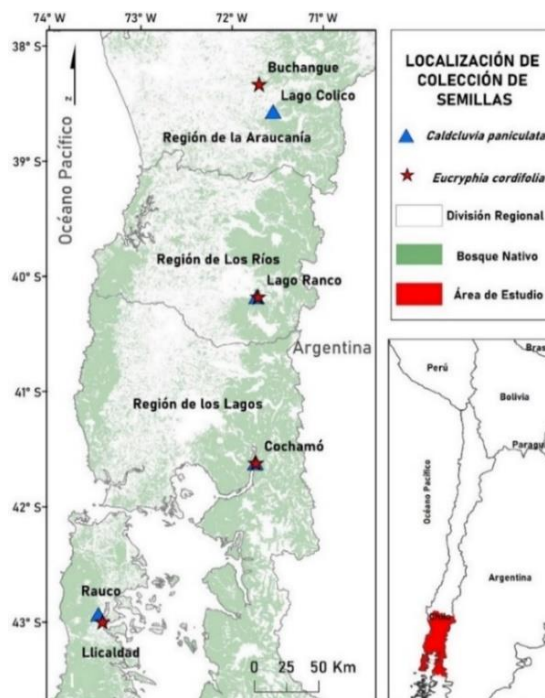 74° W
73° W
72° W
71° W
38° S
39° S
40° S
41° S
42° S
43° S
N
Océano Pacífico
Buchangue
Lago Colico
Región de la Araucanía
Región de Los Ríos
Lago Ranco
Argentina
Región de los Lagos
Cochamó
Rauco
Llicaldad
0 25 50 Km
LOCALIZACIÓN DE
COLECCIÓN DE
SEMILLAS
Caldcluvia paniculata
Eucryphia cordifolia
División Regional
Bosque Nativo
Área de Estudio
Perú
Bras
Bolivia
Paragu
Océano Pacífico
Argentina